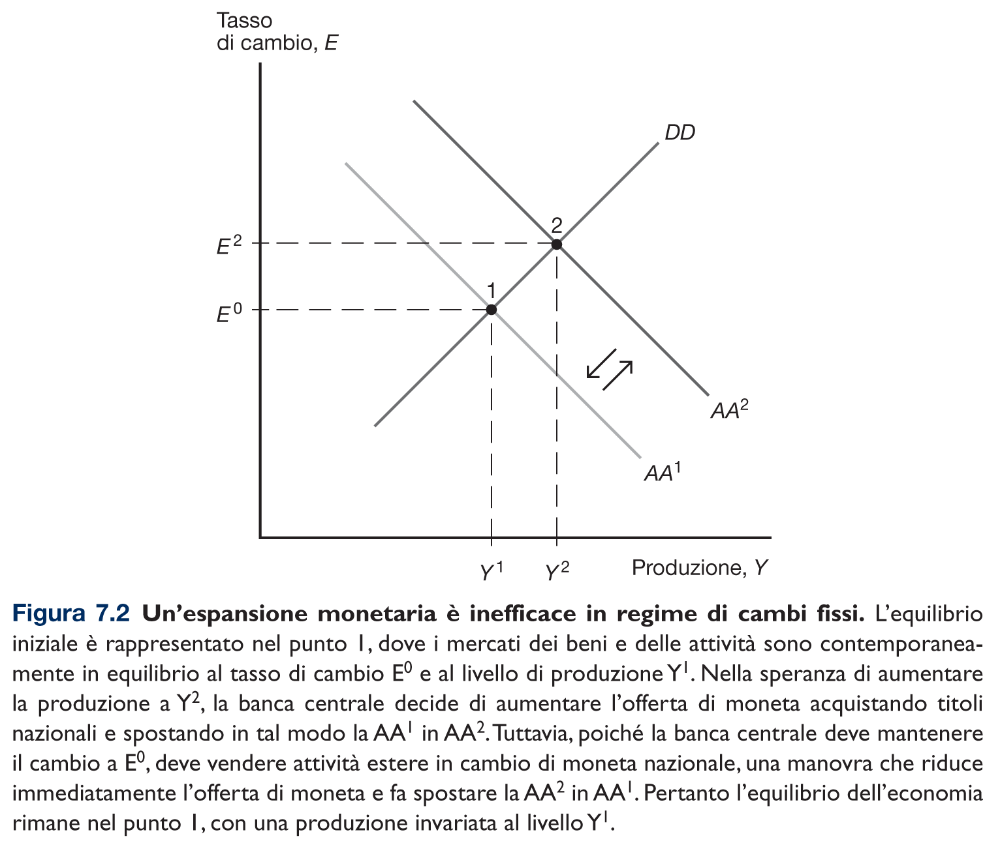 Tasso
di cambio, E
DD
2
E²
1
E⁰
AA²
AA¹
Y¹
Y²
Produzione, Y
Figura 7.2 Un’espansione monetaria è inefficace in regime di cambi fissi. L’equilibrio
iniziale è rappresentato nel punto 1, dove i mercati dei beni e delle attività sono contemporanea-
mente in equilibrio al tasso di cambio E⁰ e al livello di produzione Y¹. Nella speranza di aumentare
la produzione a Y², la banca centrale decide di aumentare l’offerta di moneta acquistando titoli
nazionali e spostando in tal modo la AA¹ in AA². Tuttavia, poiché la banca centrale deve mantenere
il cambio a E⁰, deve vendere attività estere in cambio di moneta nazionale, una manovra che riduce
immediatamente l’offerta di moneta e fa spostare la AA² in AA¹. Pertanto l’equilibrio dell’economia
rimane nel punto 1, con una produzione invariata al livello Y¹.